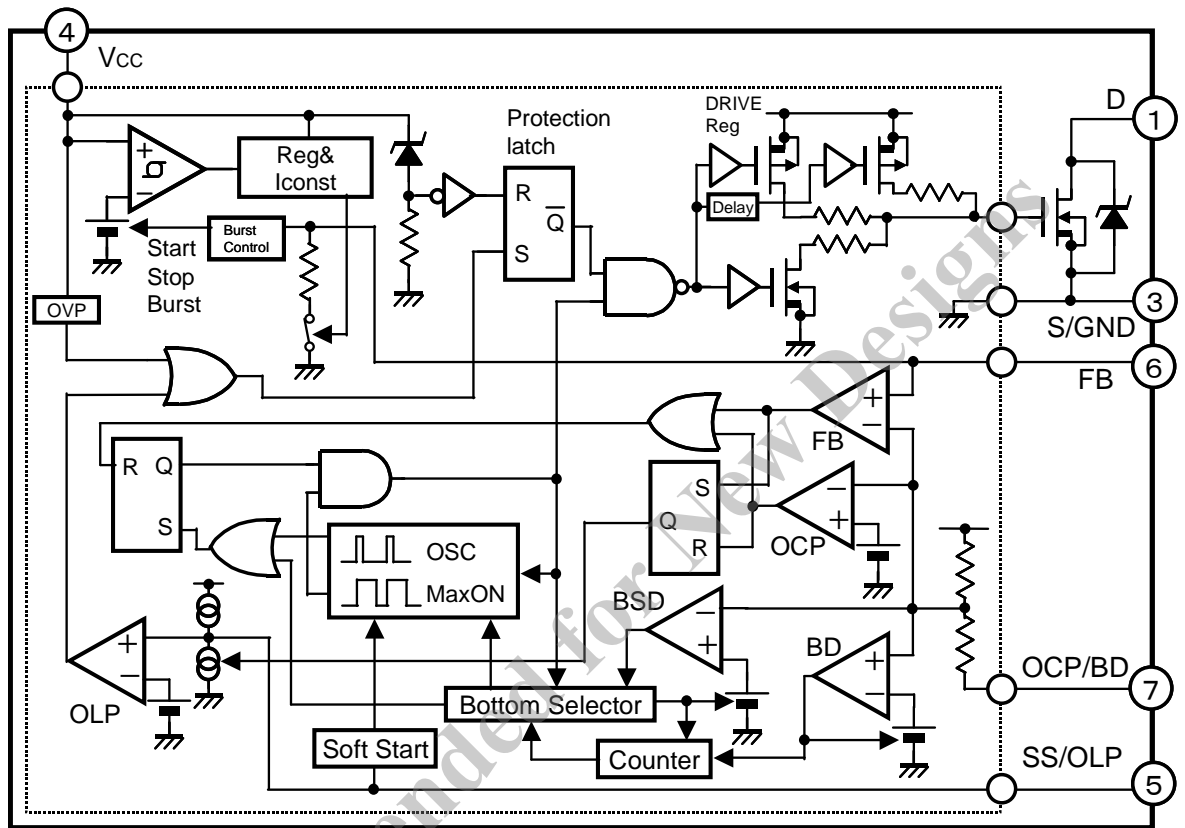 4
VCC
D
1
DRIVE
Reg
Protection
latch
+
−
Reg&
Iconst
R
Q
S
Delay
Burst
Control
Start
Stop
Burst
OVP
3
S/GND
6
FB
+
−
FB
R
Q
S
S
Q
R
−
+
OCP
OSC
MaxON
BSD
−
+
BD
+
−
OCP/BD
7
+
−
OLP
Bottom Selector
Soft Start
Counter
SS/OLP
5
ended for New Designs